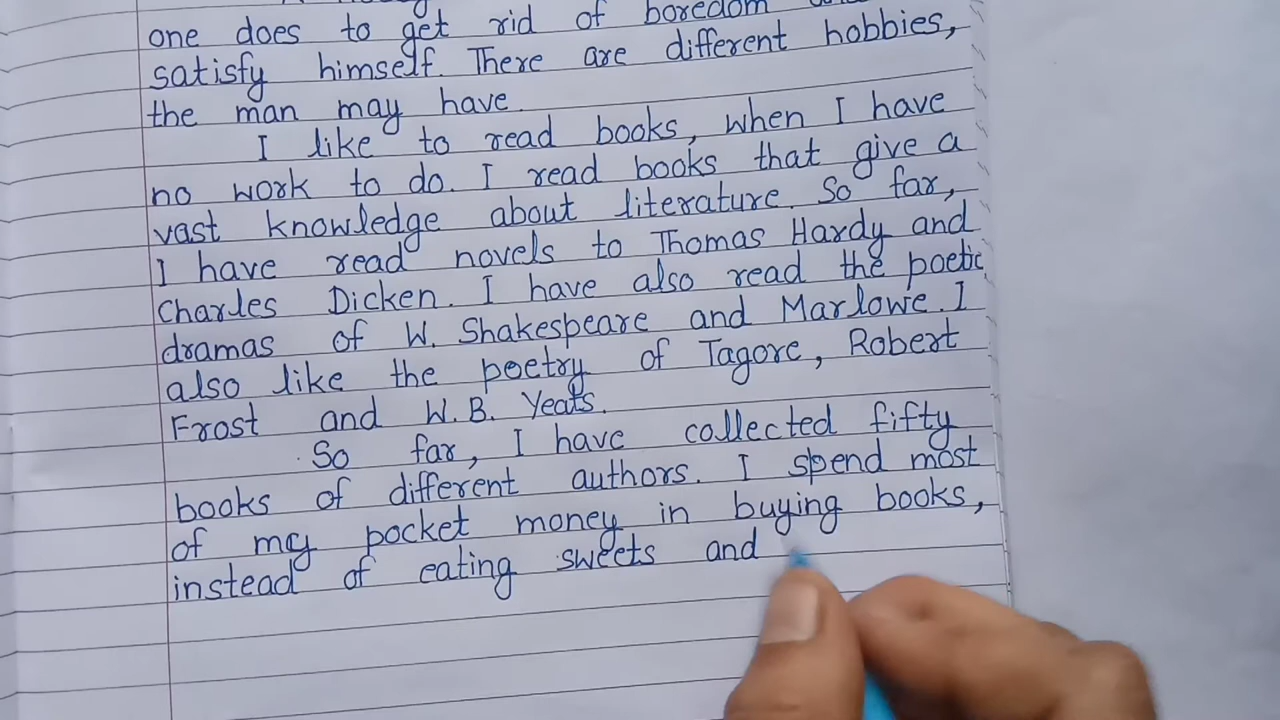 one does to get rid of boredom
satisfy himself. There are different hobbies,
the man may have.
I like to read books, when I have
no work to do. I read books that give a
vast knowledge about literature. So far,
I have read novels to Thomas Hardy and
Charles Dicken. I have also read the poetic
dramas of W. Shakespeare and Marlowe. I
also like the poetry of Tagore, Robert
Frost and W.B. Yeats.
So far, I have collected fifty
books of different authors. I spend most
of my pocket money in buying books,
instead of eating sweets and